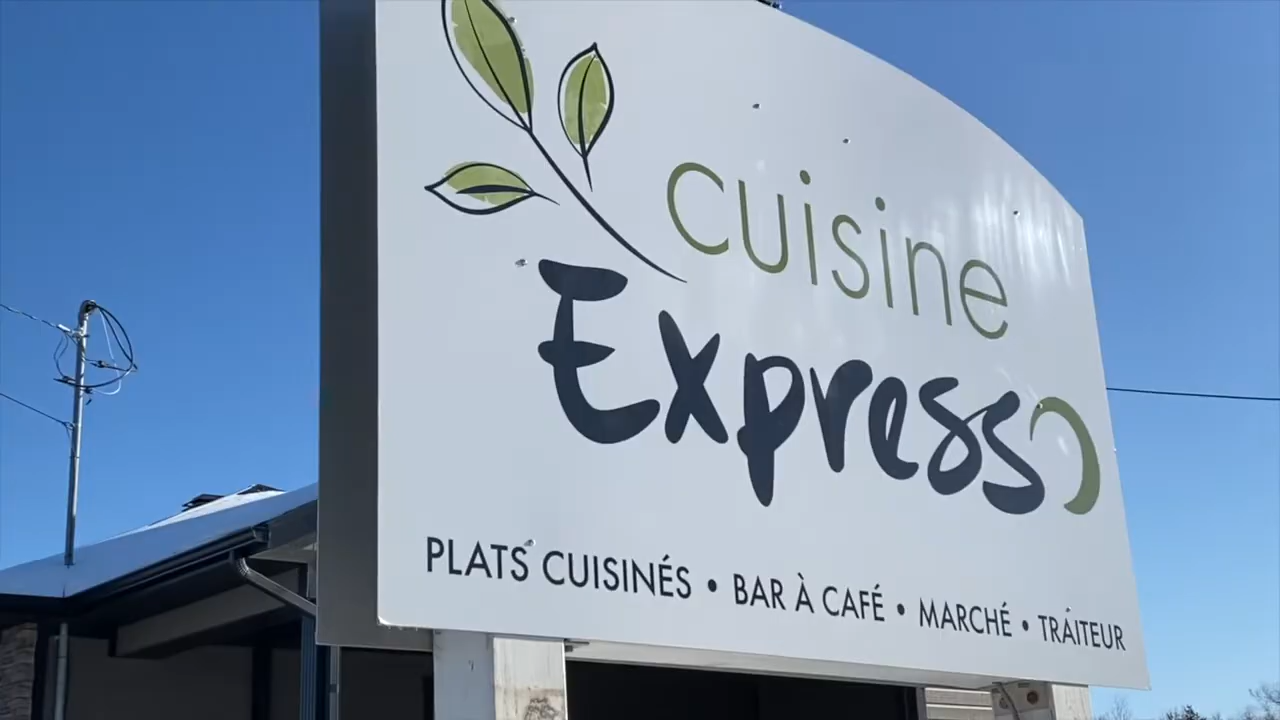 cuisine
Express
PLATS CUISINÉS • BAR À CAFÉ • MARCHÉ • TRAITEUR